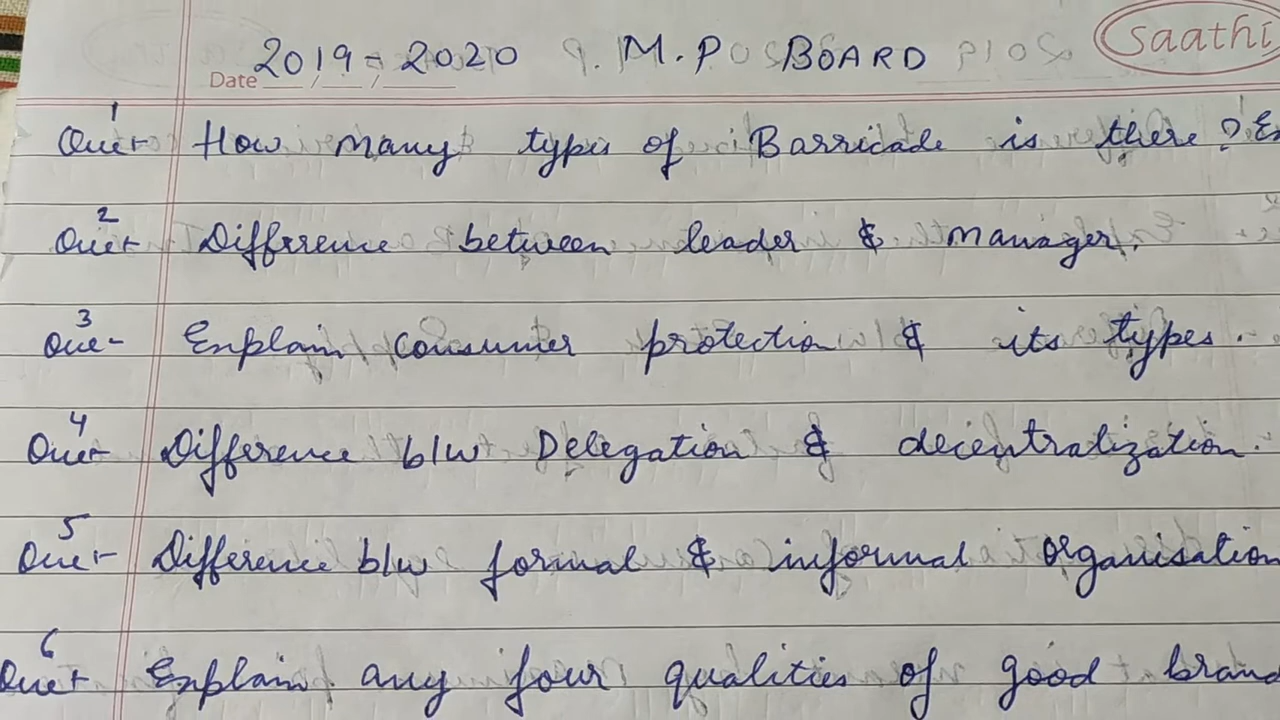 saathi
Date 2019-2020 M.P BOARD
Que 1 How many types of Barricade is there?
Que 2 Difference between leader & manager.
Que 3 Explain consumer protection & its types.
Que 4 Difference b/w Delegation & decentralization.
Que 5 Difference b/w formal & informal organisation
Que 6 Explain any four qualities of good brand